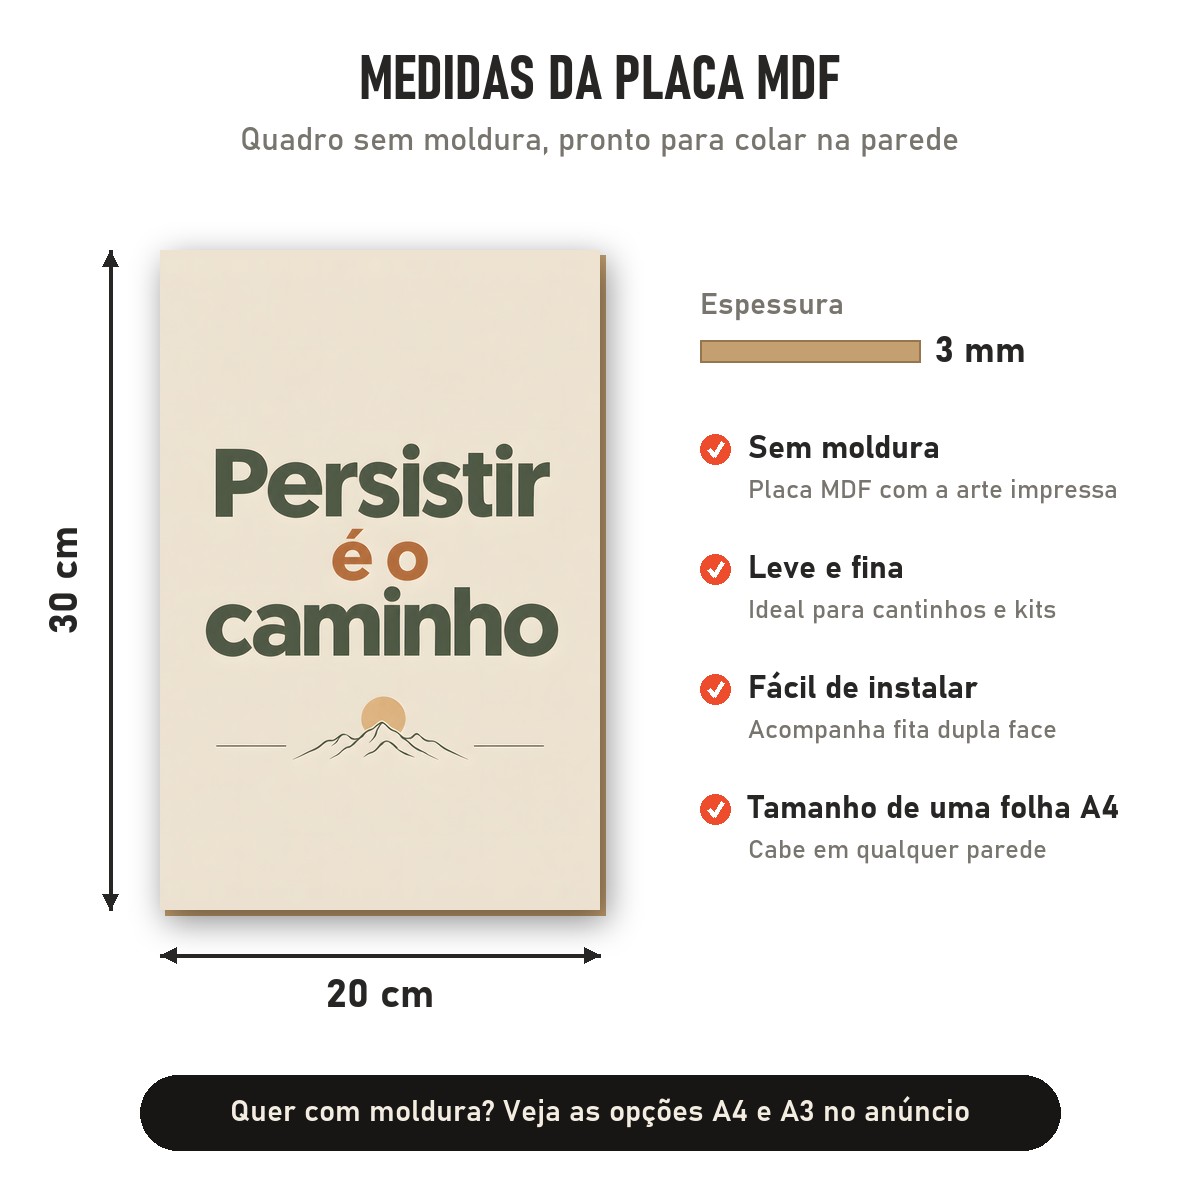 MEDIDAS DA PLACA MDF
Quadro sem moldura, pronto para colar na parede
30 cm
Persistir
é o
caminho
20 cm
Espessura
3 mm
Sem moldura
Placa MDF com a arte impressa
Leve e fina
Ideal para cantinhos e kits
Fácil de instalar
Acompanha fita dupla face
Tamanho de uma folha A4
Cabe em qualquer parede
Quer com moldura? Veja as opções A4 e A3 no anúncio